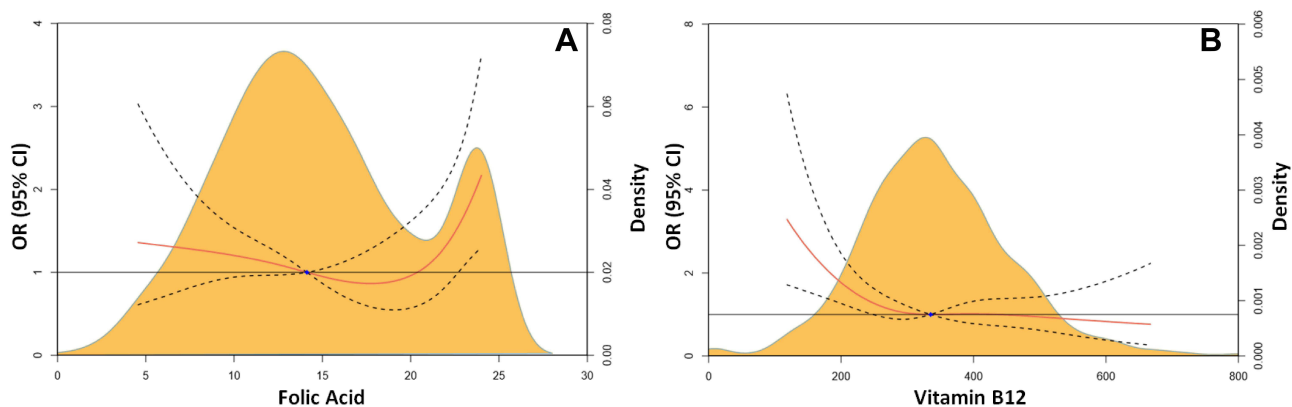 A
OR (95% CI)
4
3
2
1
0
0.08
0.06
0.04
0.02
0.00
Density
0 5 10 15 20 25 30
Folic Acid
B
OR (95% CI)
8
6
4
2
0
0.006
0.005
0.004
0.003
0.002
0.001
0.000
Density
0 200 400 600 800
Vitamin B12